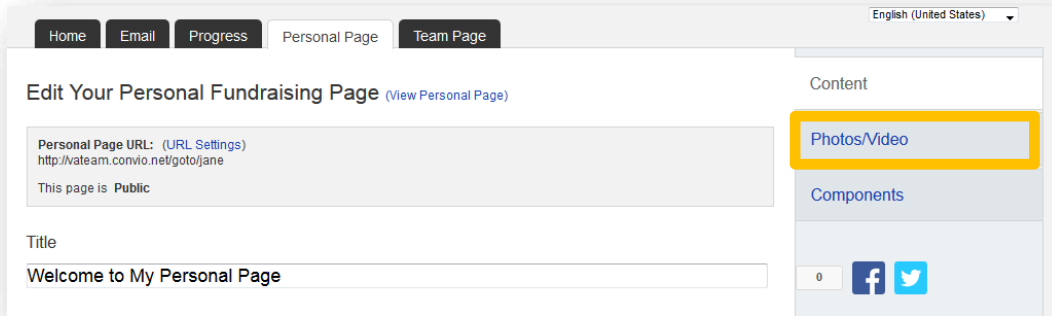 English (United States)
Home Email Progress Personal Page Team Page
Edit Your Personal Fundraising Page (View Personal Page)
Personal Page URL: (URL Settings)
http://vateam.convio.net/goto/jane
This page is Public
Title
Welcome to My Personal Page
Content
Photos/Video
Components
0